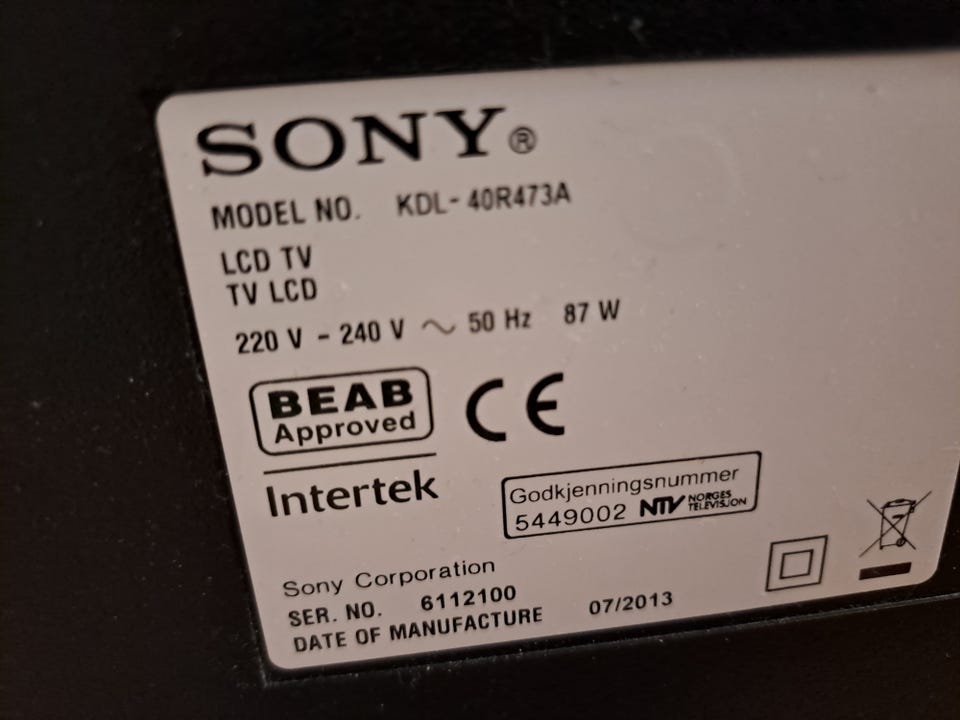 SONY®
MODEL NO. KDL-40R473A
LCD TV
TV LCD
220 V - 240 V ~ 50 Hz 87 W
BEAB
Approved
CE
Intertek
Godkjenningsnummer
5449002 NTV NORGES TELEVISJON
Sony Corporation
SER. NO. 6112100
DATE OF MANUFACTURE 07/2013